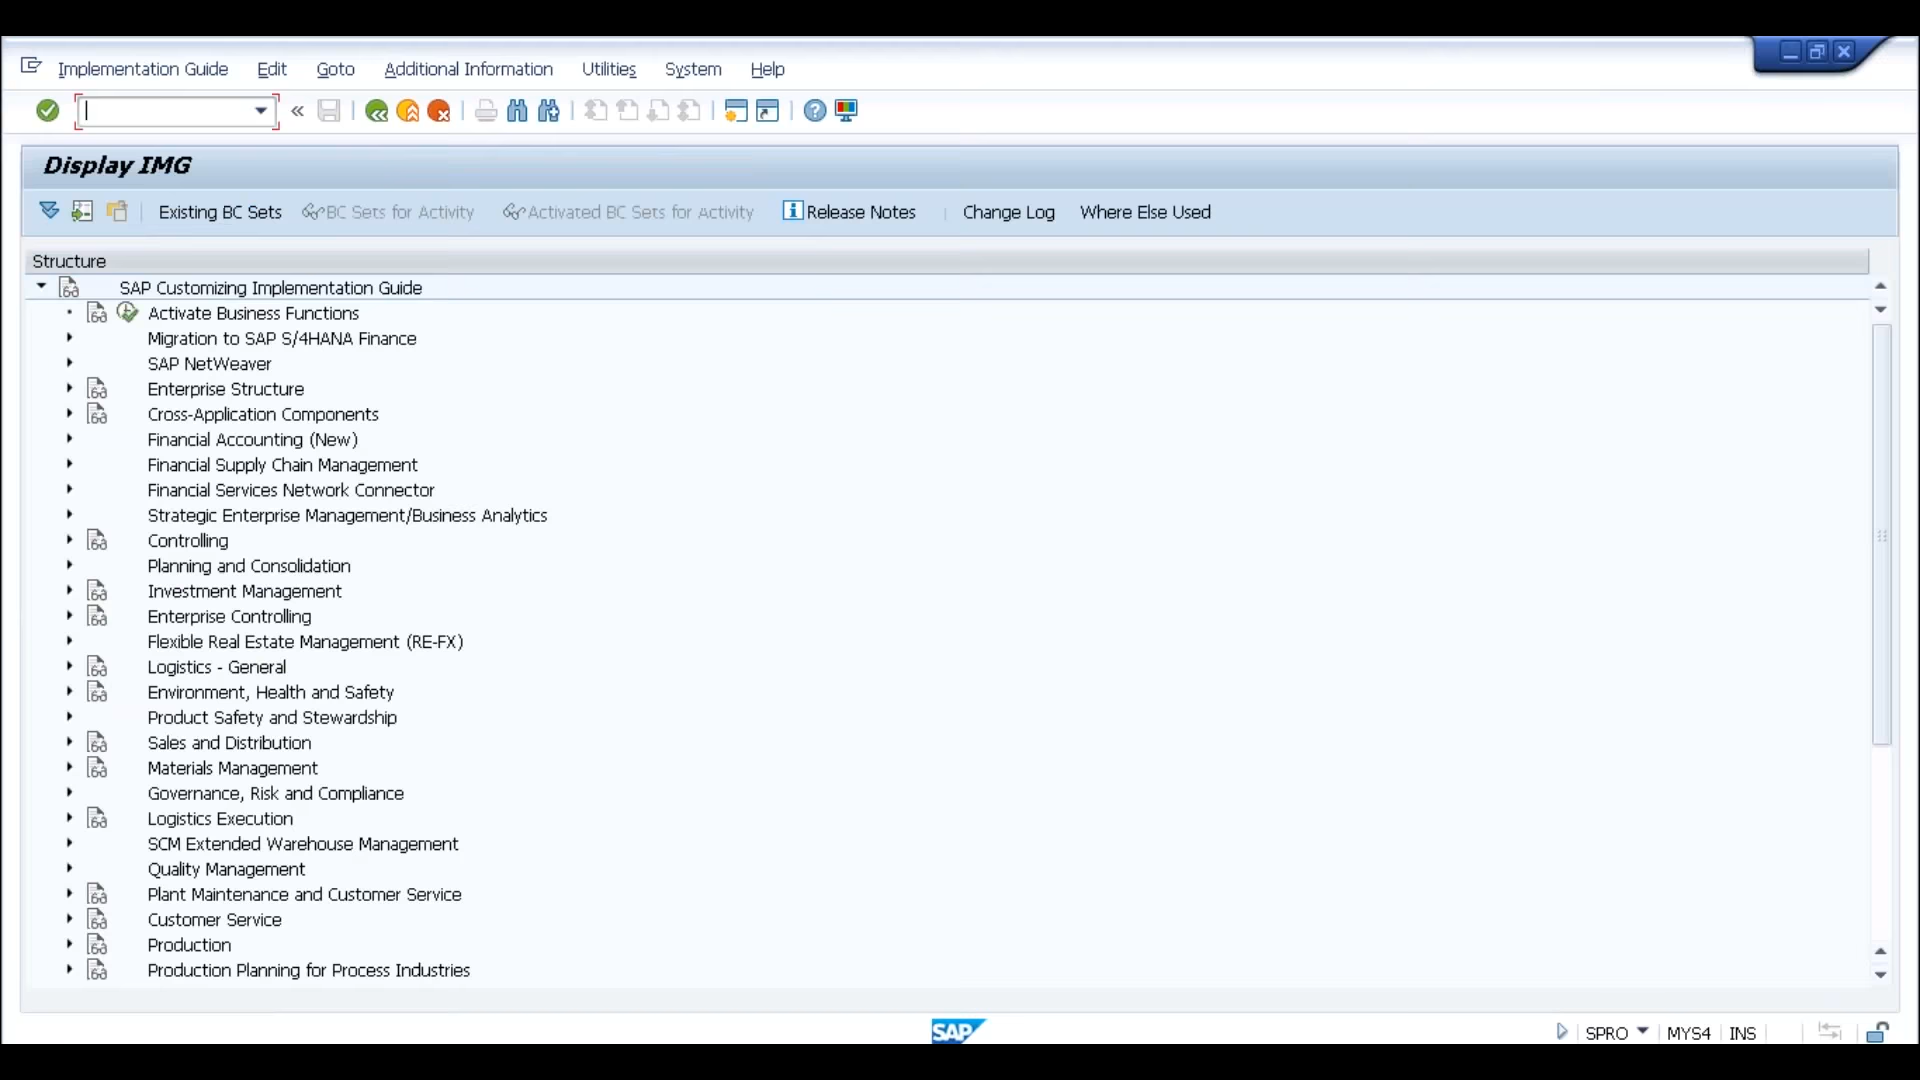 Implementation Guide Edit Goto Additional Information Utilities System Help
Display IMG
Existing BC Sets BC Sets for Activity Activated BC Sets for Activity Release Notes Change Log Where Else Used
Structure
SAP Customizing Implementation Guide
Activate Business Functions
Migration to SAP S/4HANA Finance
SAP NetWeaver
Enterprise Structure
Cross-Application Components
Financial Accounting (New)
Financial Supply Chain Management
Financial Services Network Connector
Strategic Enterprise Management/Business Analytics
Controlling
Planning and Consolidation
Investment Management
Enterprise Controlling
Flexible Real Estate Management (RE-FX)
Logistics - General
Environment, Health and Safety
Product Safety and Stewardship
Sales and Distribution
Materials Management
Governance, Risk and Compliance
Logistics Execution
SCM Extended Warehouse Management
Quality Management
Plant Maintenance and Customer Service
Customer Service
Production
Production Planning for Process Industries
SAP SPRO MYS4 INS